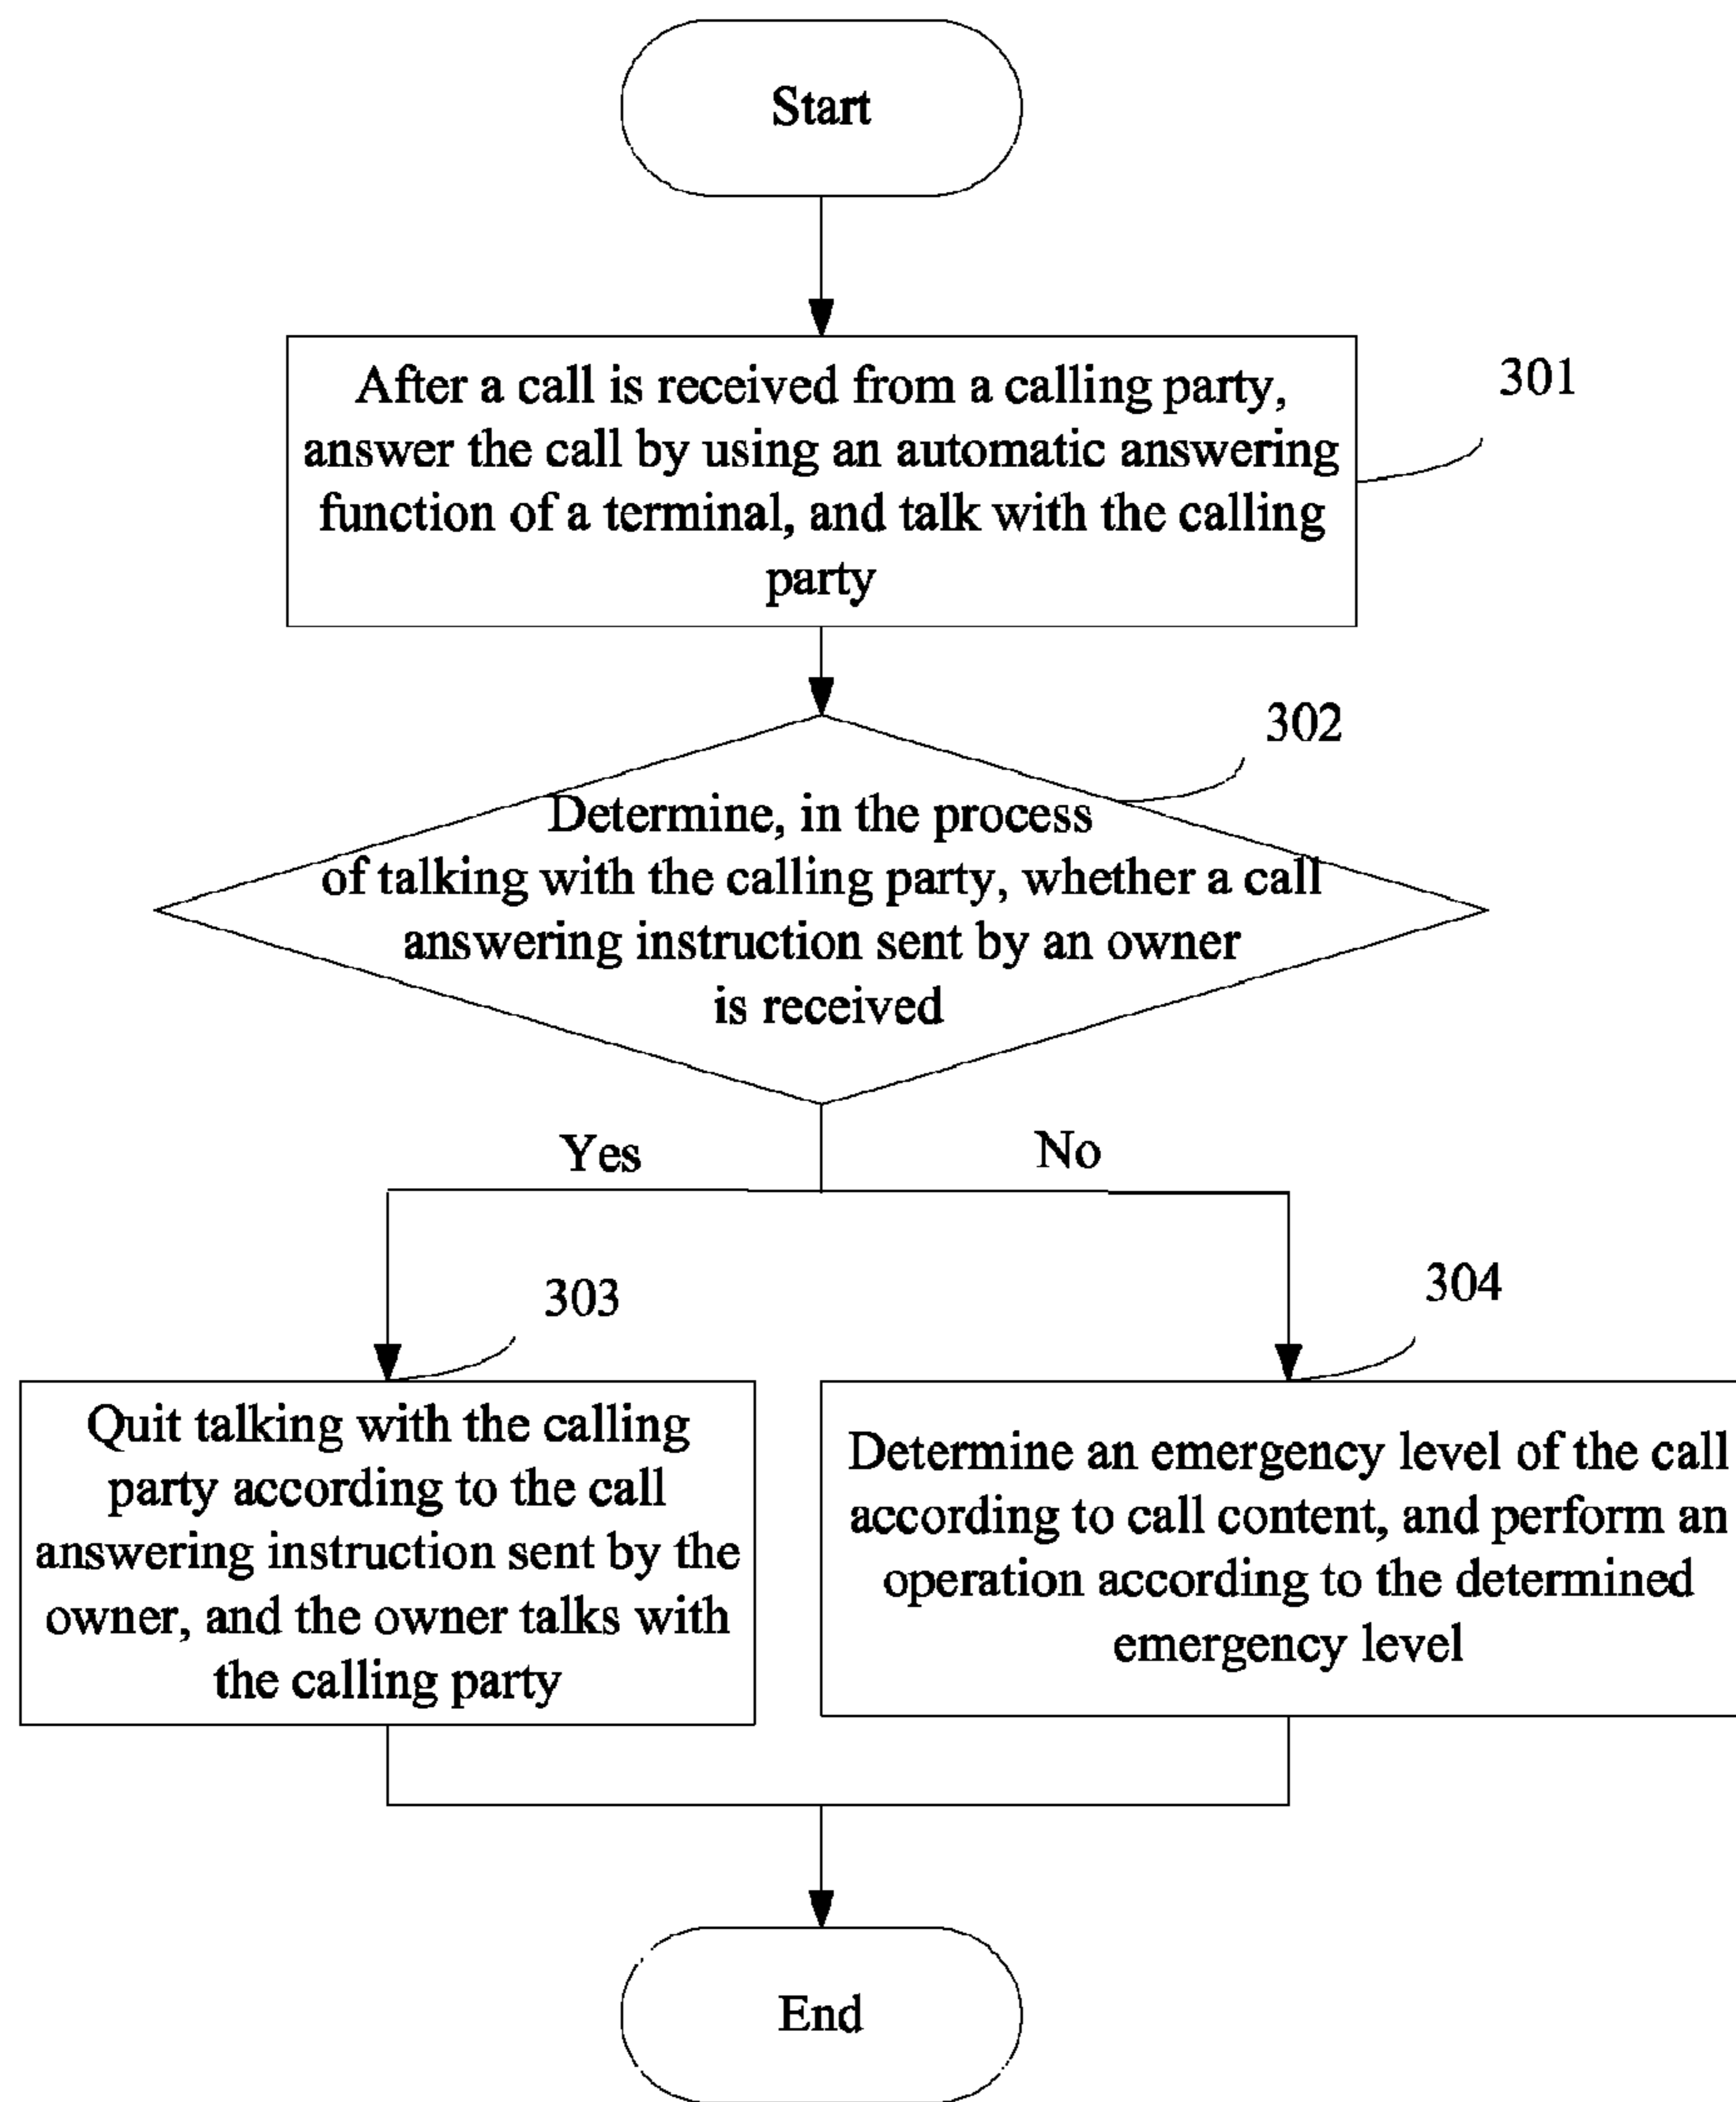 Start
After a call is received from a calling party,
answer the call by using an automatic answering
function of a terminal, and talk with the calling
party
301
302
Determine, in the process
of talking with the calling party, whether a call
answering instruction sent by an owner
is received
Yes
No
303
304
Quit talking with the calling
party according to the call
answering instruction sent by the
owner, and the owner talks with
the calling party
Determine an emergency level of the call
according to call content, and perform an
operation according to the determined
emergency level
End